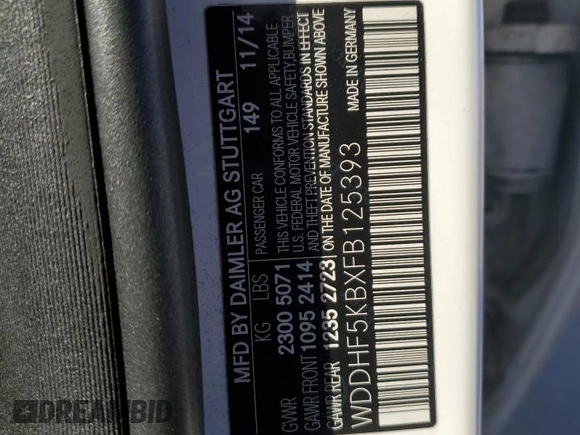 MFD BY DAIMLER AG STUTTGART
149 11/14
KG LBS PASSENGER CAR
GVWR 2300 5071 THIS VEHICLE CONFORMS TO ALL APPLICABLE
GAWR FRONT 1095 2414 U.S. FEDERAL MOTOR VEHICLE SAFETY, BUMPER
AND THEFT PREVENTION STANDARDS IN EFFECT
GAWR REAR 1235 2723 ON THE DATE OF MANUFACTURE SHOWN ABOVE
WDDHF5KBXFB125393 MADE IN GERMANY
DREAMBID